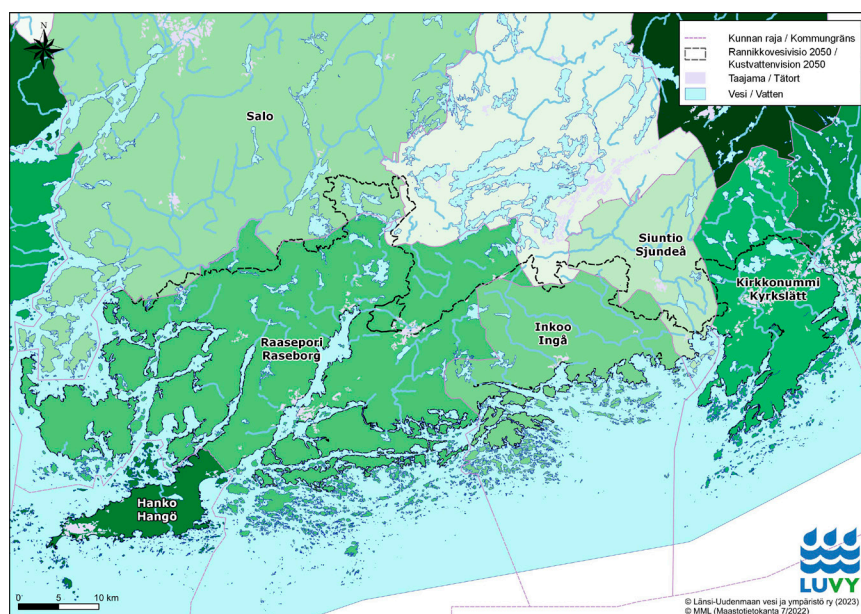 N
Kunnan raja / Kommungräns
Rannikkovesivisio 2050 /
Kustvattenvision 2050
Taajama / Tätort
Vesi / Vatten
Salo
Siuntio
Sjundeå
Kirkkonummi
Kyrkslätt
Raasepori
Raseborg
Inkoo
Ingå
Hanko
Hangö
0 5 10 km
LUVY
© Länsi-Uudenmaan vesi ja ympäristö ry (2023)
© MML (Maastotietokanta 7/2022)